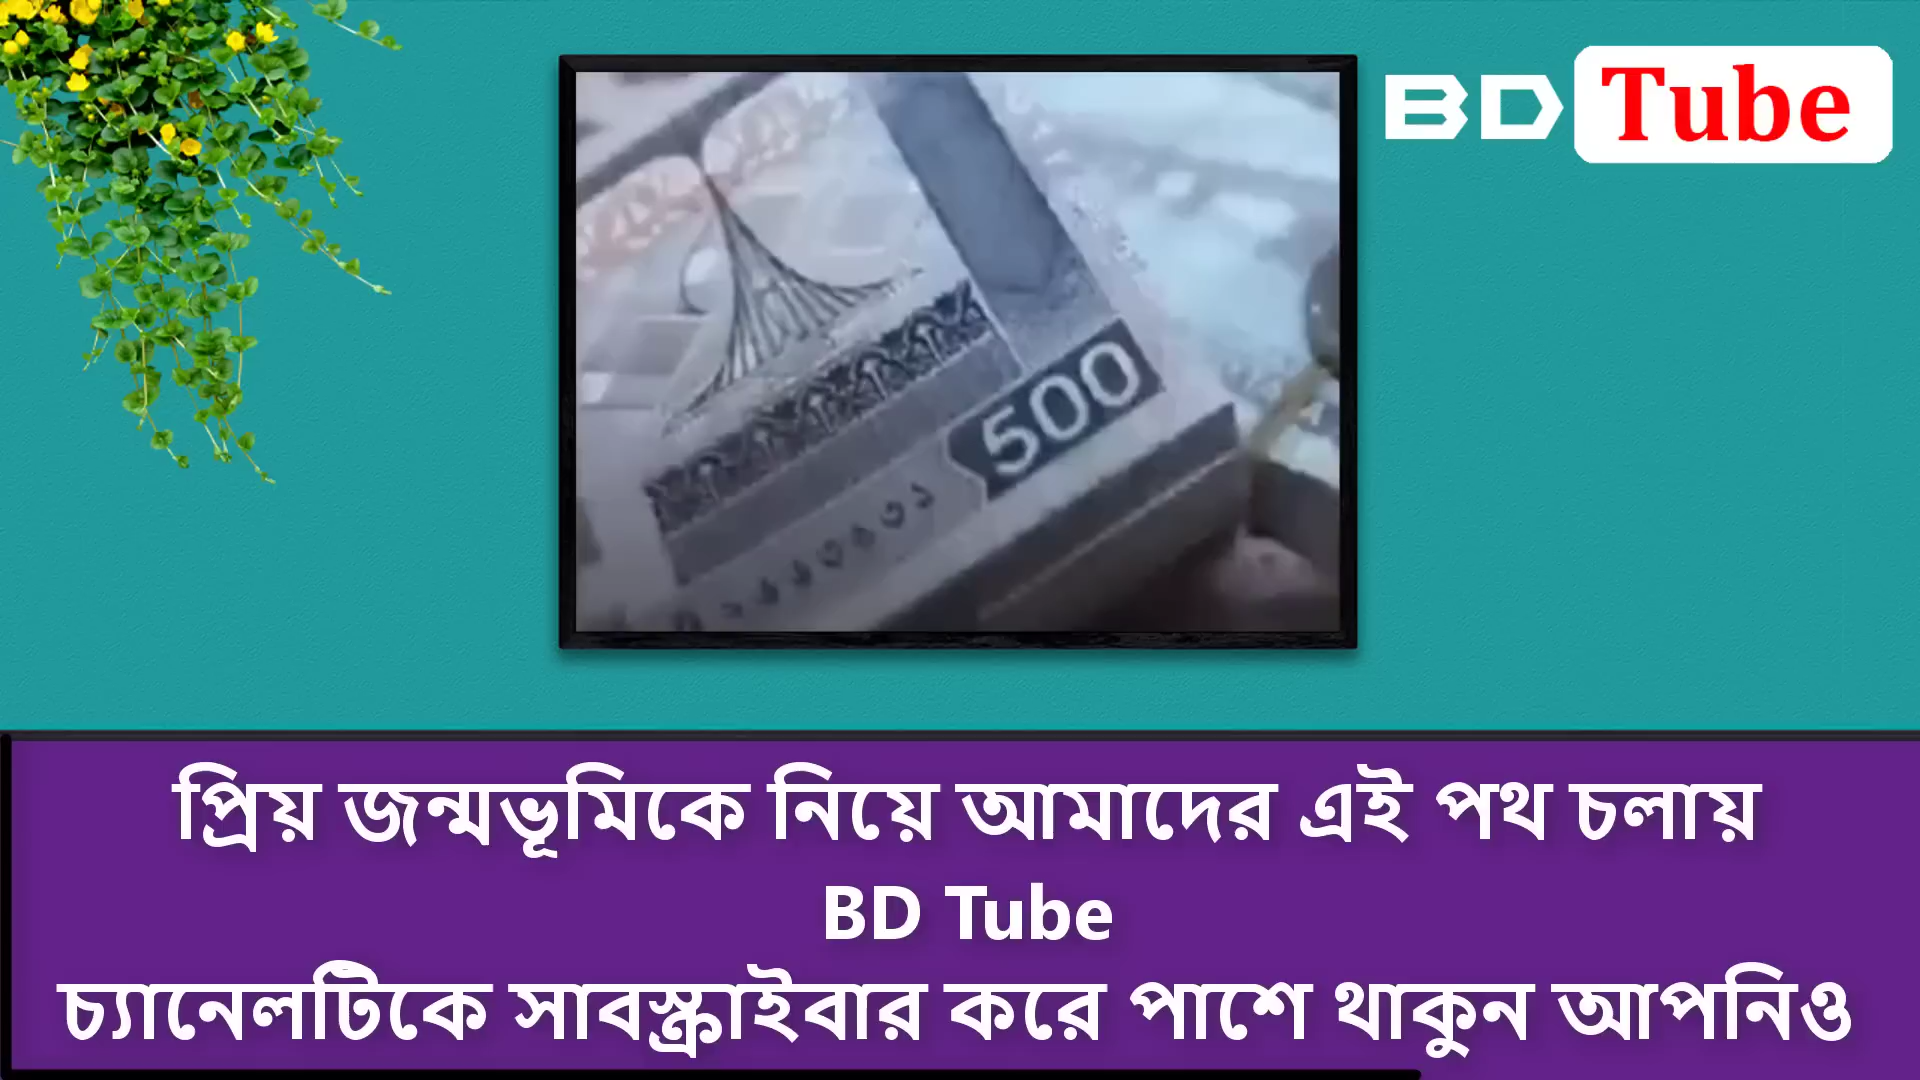 BD Tube
500
প্রিয় জন্মভূমিকে নিয়ে আমাদের এই পথ চলায়
BD Tube
চ্যানেলটিকে সাবস্ক্রাইবার করে পাশে থাকুন আপনিও